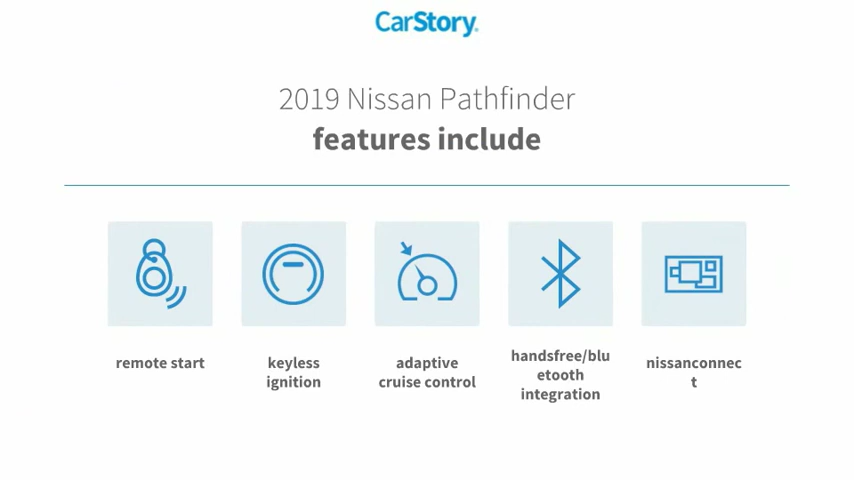 CarStory
2019 Nissan Pathfinder
features include
remote start
keyless
ignition
adaptive
cruise control
handsfree/blu
etooth
integration
nissanconnec
t